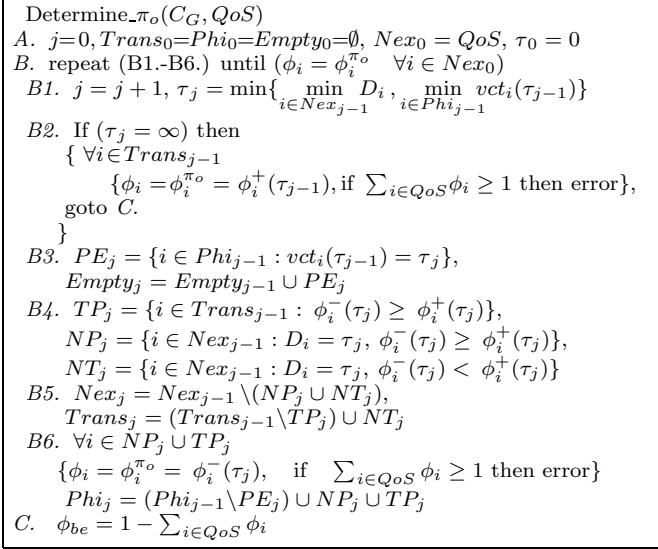 Determine_π_o(C_G, QoS)
A. j=0, Trans_0=Phi_0=Empty_0=∅, Nex_0 = QoS, τ_0 = 0
B. repeat (B1.-B6.) until (φ_i = φ_i^{π_o} ∀i ∈ Nex_0)
B1. j = j + 1, τ_j = min{ min_{i∈Nex_{j−1}} D_i , min_{i∈Phi_{j−1}} vct_i(τ_{j−1})}
B2. If (τ_j = ∞) then
{ ∀i∈Trans_{j−1}
{φ_i = φ_i^{π_o} = φ_i^+(τ_{j−1}), if ∑_{i∈QoS} φ_i ≥ 1 then error},
goto C.
}
B3. PE_j = {i ∈ Phi_{j−1} : vct_i(τ_{j−1}) = τ_j},
Empty_j = Empty_{j−1} ∪ PE_j
B4. TP_j = {i ∈ Trans_{j−1} : φ_i^−(τ_j) ≥ φ_i^+(τ_j)},
NP_j = {i ∈ Nex_{j−1} : D_i = τ_j, φ_i^−(τ_j) ≥ φ_i^+(τ_j)},
NT_j = {i ∈ Nex_{j−1} : D_i = τ_j, φ_i^−(τ_j) < φ_i^+(τ_j)}
B5. Nex_j = Nex_{j−1}\(NP_j ∪ NT_j),
Trans_j = (Trans_{j−1}\TP_j) ∪ NT_j
B6. ∀i ∈ NP_j ∪ TP_j
{φ_i = φ_i^{π_o} = φ_i^−(τ_j), if ∑_{i∈QoS} φ_i ≥ 1 then error}
Phi_j = (Phi_{j−1}\PE_j) ∪ NP_j ∪ TP_j
C. φ_{be} = 1 − ∑_{i∈QoS} φ_i